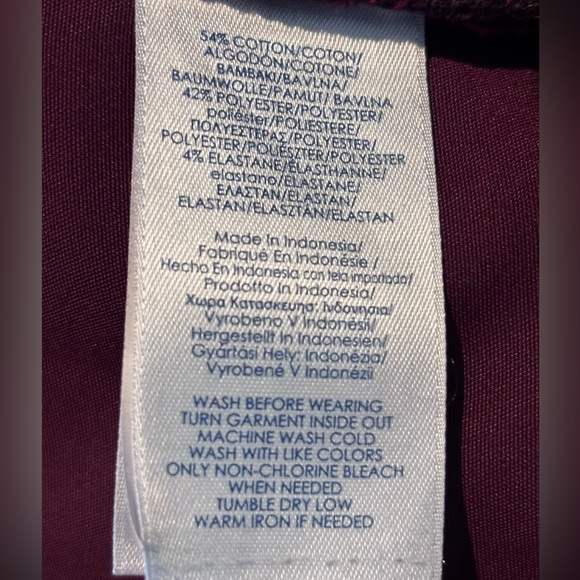 54% COTTON/COTON/
ALGODÓN/COTONE/
ΒΑΜΒΑΚΙ/BAVLNA/
BAUMWOLLE/PAMUT/ BAVLNA
42% POLYESTER/POLYESTER/
poliéster/POLIESTERE/
ΠΟΛΥΕΣΤΕΡΑΣ/POLYESTER/
POLYESTER/POLIÉSZTER/POLYESTER
4% ELASTANE/ÉLASTHANNE/
elastano/ELASTANE/
ΕΛΑΣΤΑΝ/ELASTAN/
ELASTAN/ELASZTÁN/ELASTAN
Made In Indonesia/
Fabriqué En Indonésie /
Hecho En Indonesia con tela importada/
Prodotto in Indonesia/
Χωρα Κατασκευης: Ινδονησια/
Vyrobeno V Indonésii/
Hergestellt in Indonesien/
Gyártási Hely: Indonézia/
Vyrobené V Indonézii
WASH BEFORE WEARING
TURN GARMENT INSIDE OUT
MACHINE WASH COLD
WASH WITH LIKE COLORS
ONLY NON-CHLORINE BLEACH
WHEN NEEDED
TUMBLE DRY LOW
WARM IRON IF NEEDED